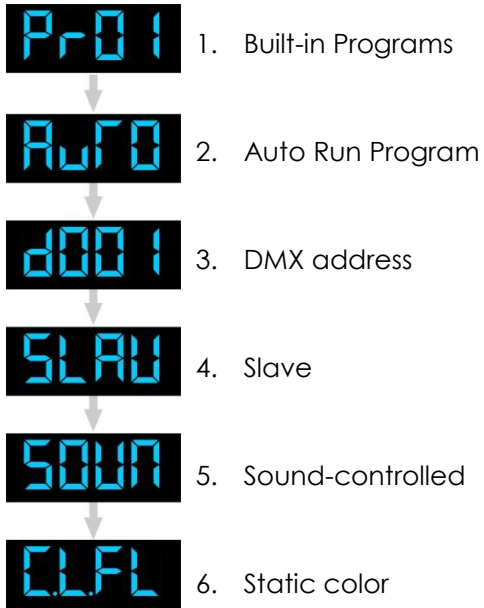 Pr01 1. Built-in Programs
AuTO 2. Auto Run Program
d001 3. DMX address
SLAU 4. Slave
SOUN 5. Sound-controlled
C.L.FL 6. Static color